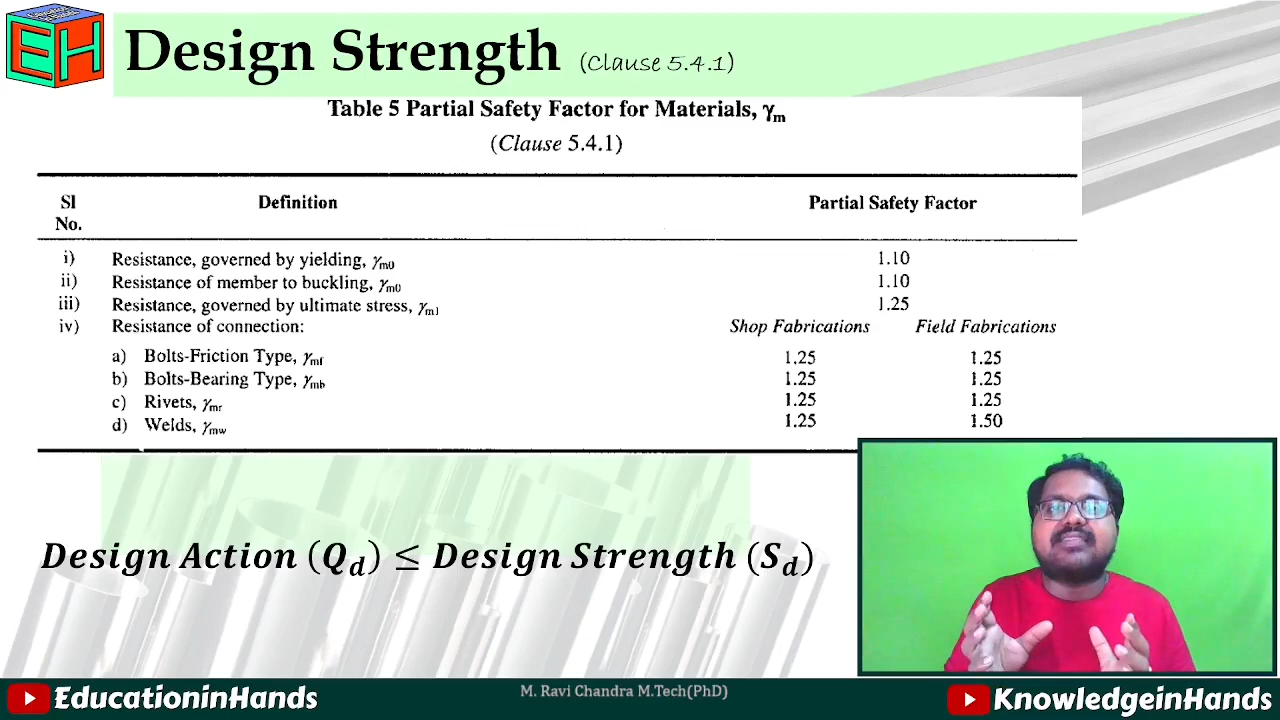 EH
Design Strength (Clause 5.4.1)
Table 5 Partial Safety Factor for Materials, γm
(Clause 5.4.1)
Sl No. Definition Partial Safety Factor
i) Resistance, governed by yielding, γm0 1.10
ii) Resistance of member to buckling, γm0 1.10
iii) Resistance, governed by ultimate stress, γm1 1.25
iv) Resistance of connection: Shop Fabrications Field Fabrications
a) Bolts-Friction Type, γmf 1.25 1.25
b) Bolts-Bearing Type, γmb 1.25 1.25
c) Rivets, γmr 1.25 1.25
d) Welds, γmw 1.25 1.50
Design Action (Qd) ≤ Design Strength (Sd)
EducationinHands
M. Ravi Chandra M.Tech(PhD)
KnowledgeinHands